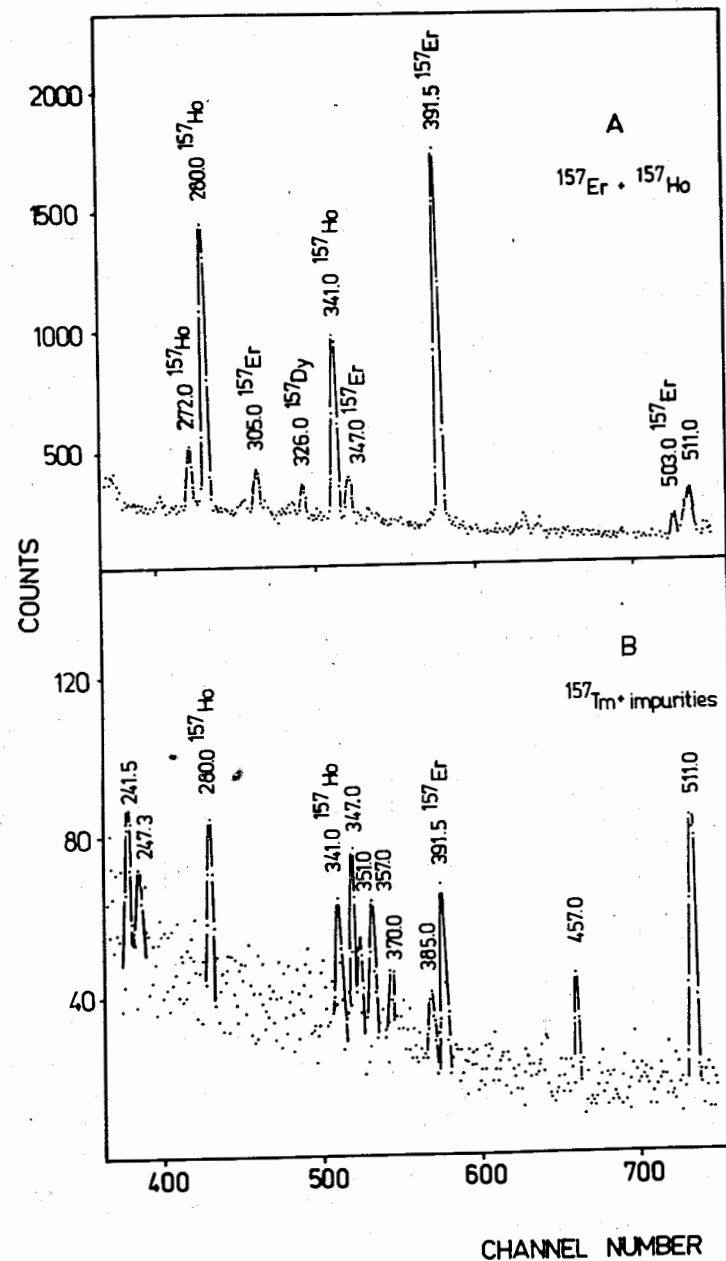 2000
1500
1000
500
272.0 157Ho
280.0 157Ho
305.0 157Er
326.0 157Dy
341.0 157Ho
347.0 157Er
391.5 157Er
503.0 157Er
511.0
A
157Er + 157Ho
COUNTS
120
80
40
241.5
247.3
280.0 157Ho
341.0 157Ho
347.0
351.0
357.0
370.0
385.0
391.5 157Er
457.0
511.0
B
157Tm+ impurities
400
500
600
700
CHANNEL NUMBER